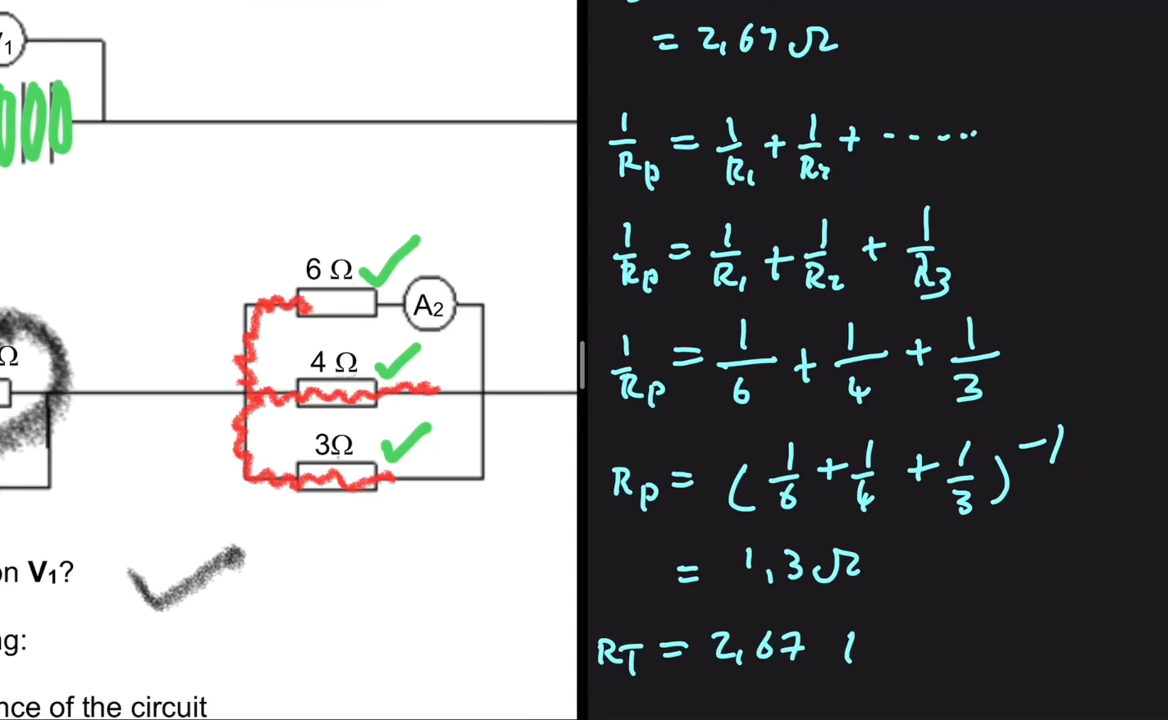 V1
6 Ω
A2
4 Ω
Ω
3Ω
on V1?
ng:
nce of the circuit
= 2,67 Ω
1/Rp = 1/R1 + 1/R2 + ......
1/Rp = 1/R1 + 1/R2 + 1/R3
1/Rp = 1/6 + 1/4 + 1/3
Rp = (1/6 + 1/4 + 1/3)^-1
= 1,3 Ω
RT = 2,67